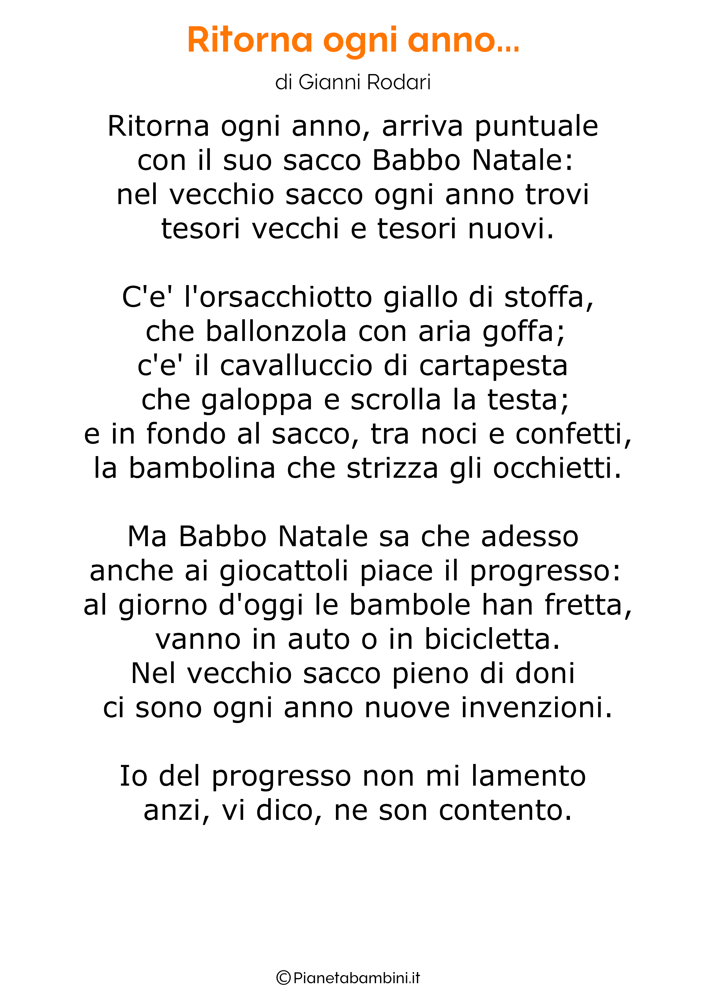 Ritorna ogni anno...
di Gianni Rodari
Ritorna ogni anno, arriva puntuale
con il suo sacco Babbo Natale:
nel vecchio sacco ogni anno trovi
tesori vecchi e tesori nuovi.
C'e' l'orsacchiotto giallo di stoffa,
che ballonzola con aria goffa;
c'e' il cavalluccio di cartapesta
che galoppa e scrolla la testa;
e in fondo al sacco, tra noci e confetti,
la bambolina che strizza gli occhietti.
Ma Babbo Natale sa che adesso
anche ai giocattoli piace il progresso:
al giorno d'oggi le bambole han fretta,
vanno in auto o in bicicletta.
Nel vecchio sacco pieno di doni
ci sono ogni anno nuove invenzioni.
Io del progresso non mi lamento
anzi, vi dico, ne son contento.
©Pianetabambini.it